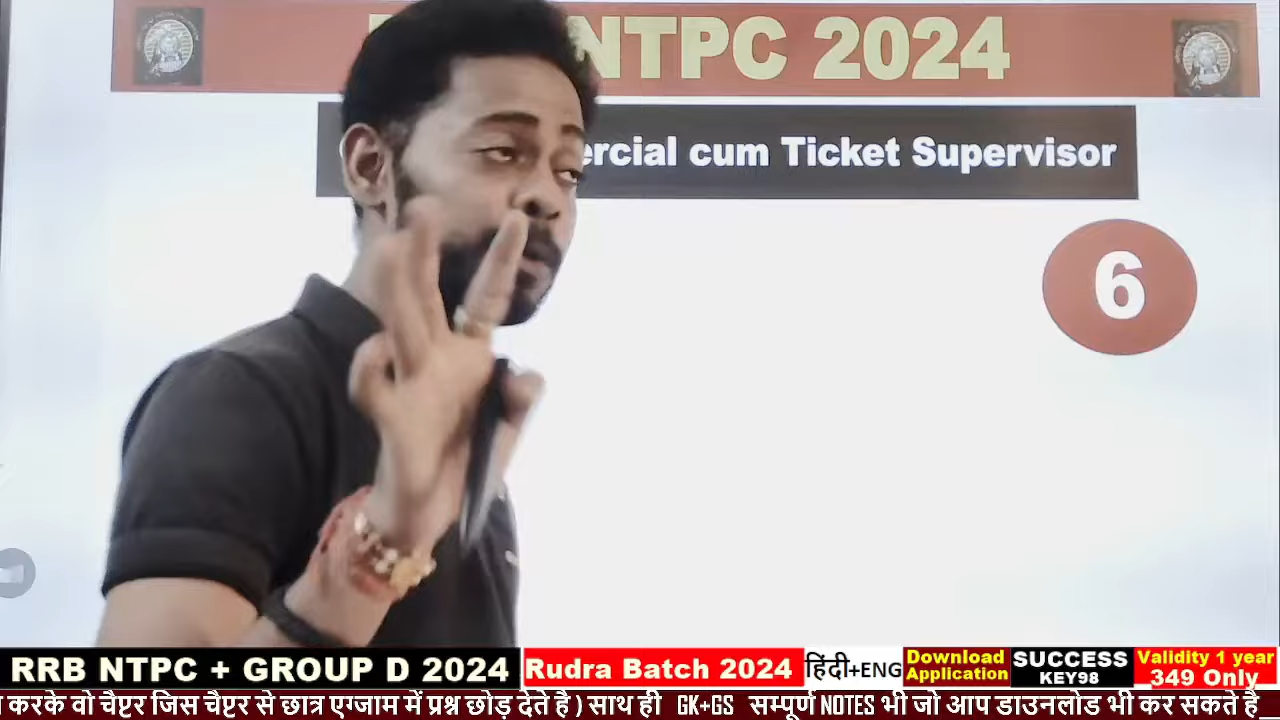 NTPC 2024
ercial cum Ticket Supervisor
6
RRB NTPC + GROUP D 2024
Rudra Batch 2024
हिंदी+ENG
Download
Application
SUCCESS
KEY98
Validity 1 year
349 Only
करके वो चैप्टर जिस चैप्टर से छात्र एग्जाम में प्रश्न छोड़ देते है ) साथ ही GK+GS सम्पूर्ण NOTES भी जो आप डाउनलोड भी कर सकते है